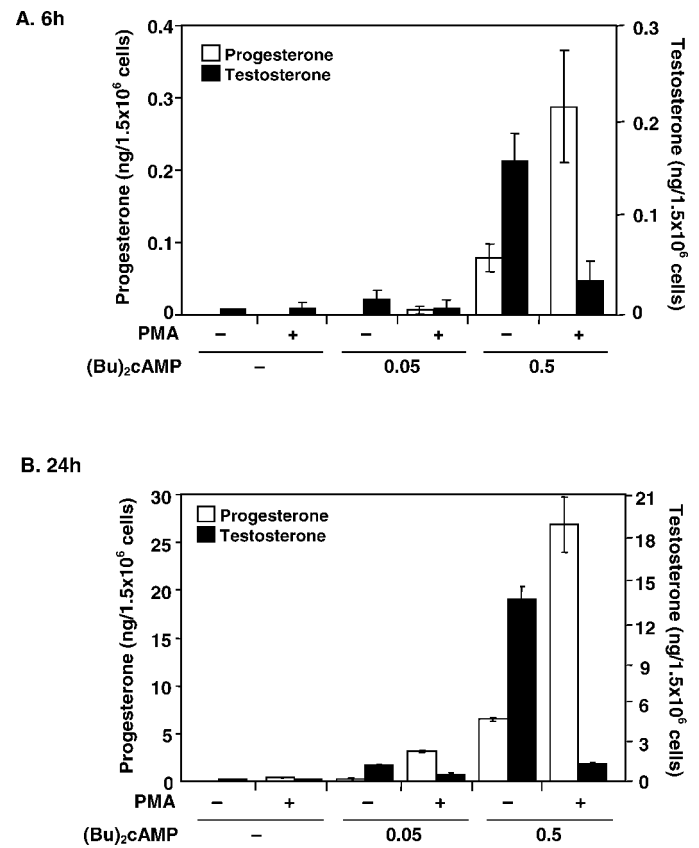 A. 6h
Progesterone (ng/1.5x10⁶ cells)
0.4
0.3
0.2
0.1
0
Progesterone
Testosterone
0.3
0.2
0.1
0
Testosterone (ng/1.5x10⁶ cells)
PMA – + – + – +
(Bu)₂cAMP – 0.05 0.5
B. 24h
Progesterone (ng/1.5x10⁶ cells)
30
25
20
15
10
5
0
Progesterone
Testosterone
21
18
15
12
9
6
3
0
Testosterone (ng/1.5x10⁶ cells)
PMA – + – + – +
(Bu)₂cAMP – 0.05 0.5